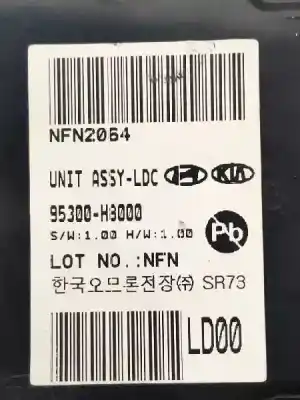 NFN2064
UNIT ASSY-LDC KIA
95300-H3000
S/W:1.00 H/W:1.00
Pb
LOT NO.:NFN
한국오므론전장㈜ SR73
LD00